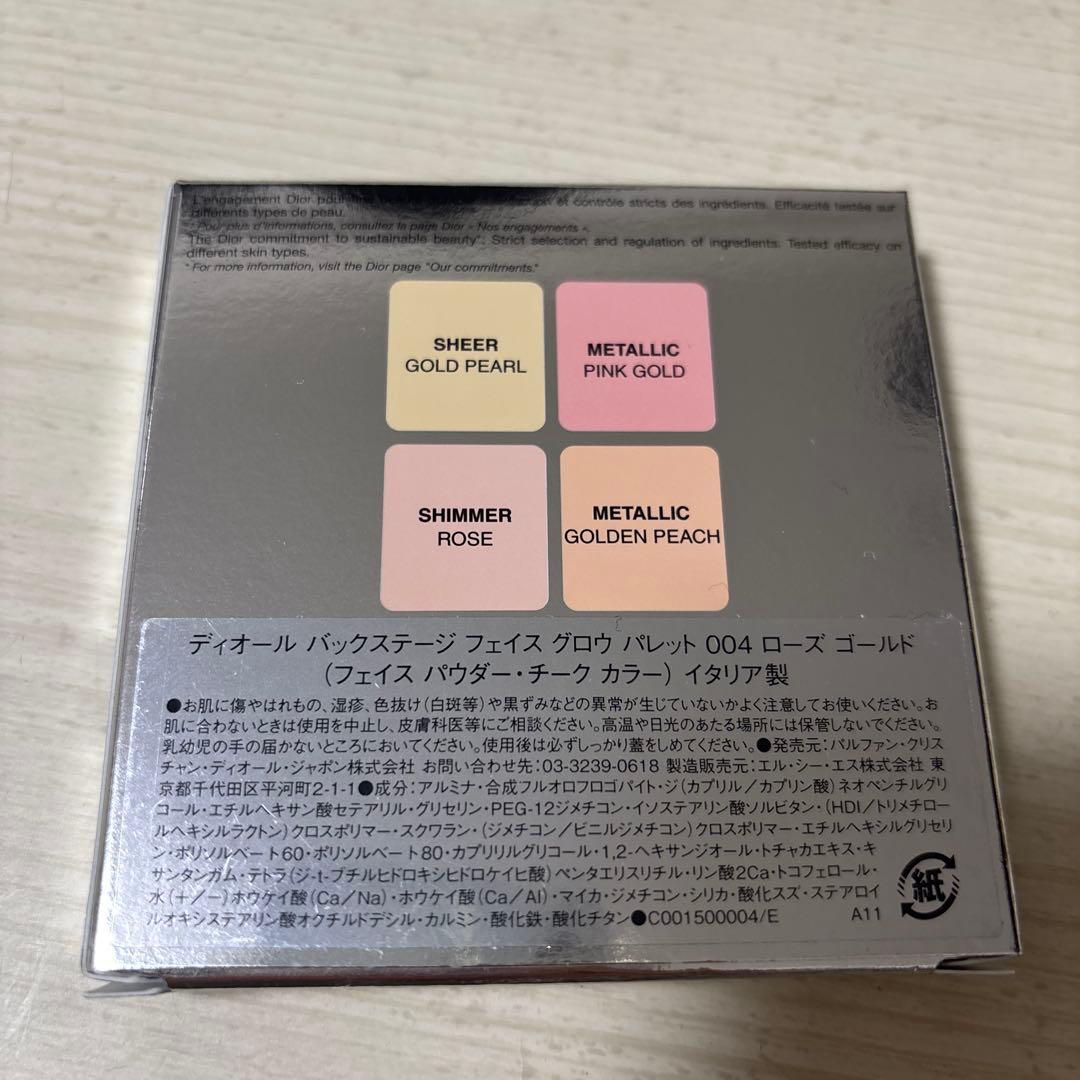 L'engagement Dior pour une et contrôle stricts des ingrédients. Efficacité testée sur
différents types de peau.
* Pour plus d'informations, consultez la page Dior « Nos engagements ».
The Dior commitment to sustainable beauty*: Strict selection and regulation of ingredients. Tested efficacy on
different skin types.
* For more information, visit the Dior page "Our commitments."
SHEER
GOLD PEARL
METALLIC
PINK GOLD
SHIMMER
ROSE
METALLIC
GOLDEN PEACH
ディオール バックステージ フェイス グロウ パレット 004 ローズ ゴールド
(フェイス パウダー・チーク カラー) イタリア製
●お肌に傷やはれもの、湿疹、色抜け(白斑等)や黒ずみなどの異常が生じていないかよく注意してお使いください。お
肌に合わないときは使用を中止し、皮膚科医等にご相談ください。高温や日光のあたる場所には保管しないでください。
乳幼児の手の届かないところにおいてください。使用後は必ずしっかり蓋をしめてください。●発売元:パルファン・クリス
チャン・ディオール・ジャポン株式会社 お問い合わせ先:03-3239-0618 製造販売元:エル・シー・エス株式会社 東
京都千代田区平河町2-1-1●成分:アルミナ・合成フルオロフロゴパイト・ジ(カプリル/カプリン酸)ネオペンチルグリ
コール・エチルヘキサン酸セテアリル・グリセリン・PEG-12ジメチコン・イソステアリン酸ソルビタン・(HDI/トリメチロー
ルヘキシルラクトン)クロスポリマー・スクワラン・(ジメチコン/ビニルジメチコン)クロスポリマー・エチルヘキシルグリセリ
ン・ポリソルベート60・ポリソルベート80・カプリリルグリコール・1,2-ヘキサンジオール・トチャカエキス・キ
サンタンガム・テトラ(ジ-t-ブチルヒドロキシヒドロケイヒ酸)ペンタエリスリチル・リン酸2Ca・トコフェロール・
水(+/-)ホウケイ酸(Ca/Na)・ホウケイ酸(Ca/Al)・マイカ・ジメチコン・シリカ・酸化スズ・ステアロイ
ルオキシステアリン酸オクチルドデシル・カルミン・酸化鉄・酸化チタン●C001500004/E A11
紙